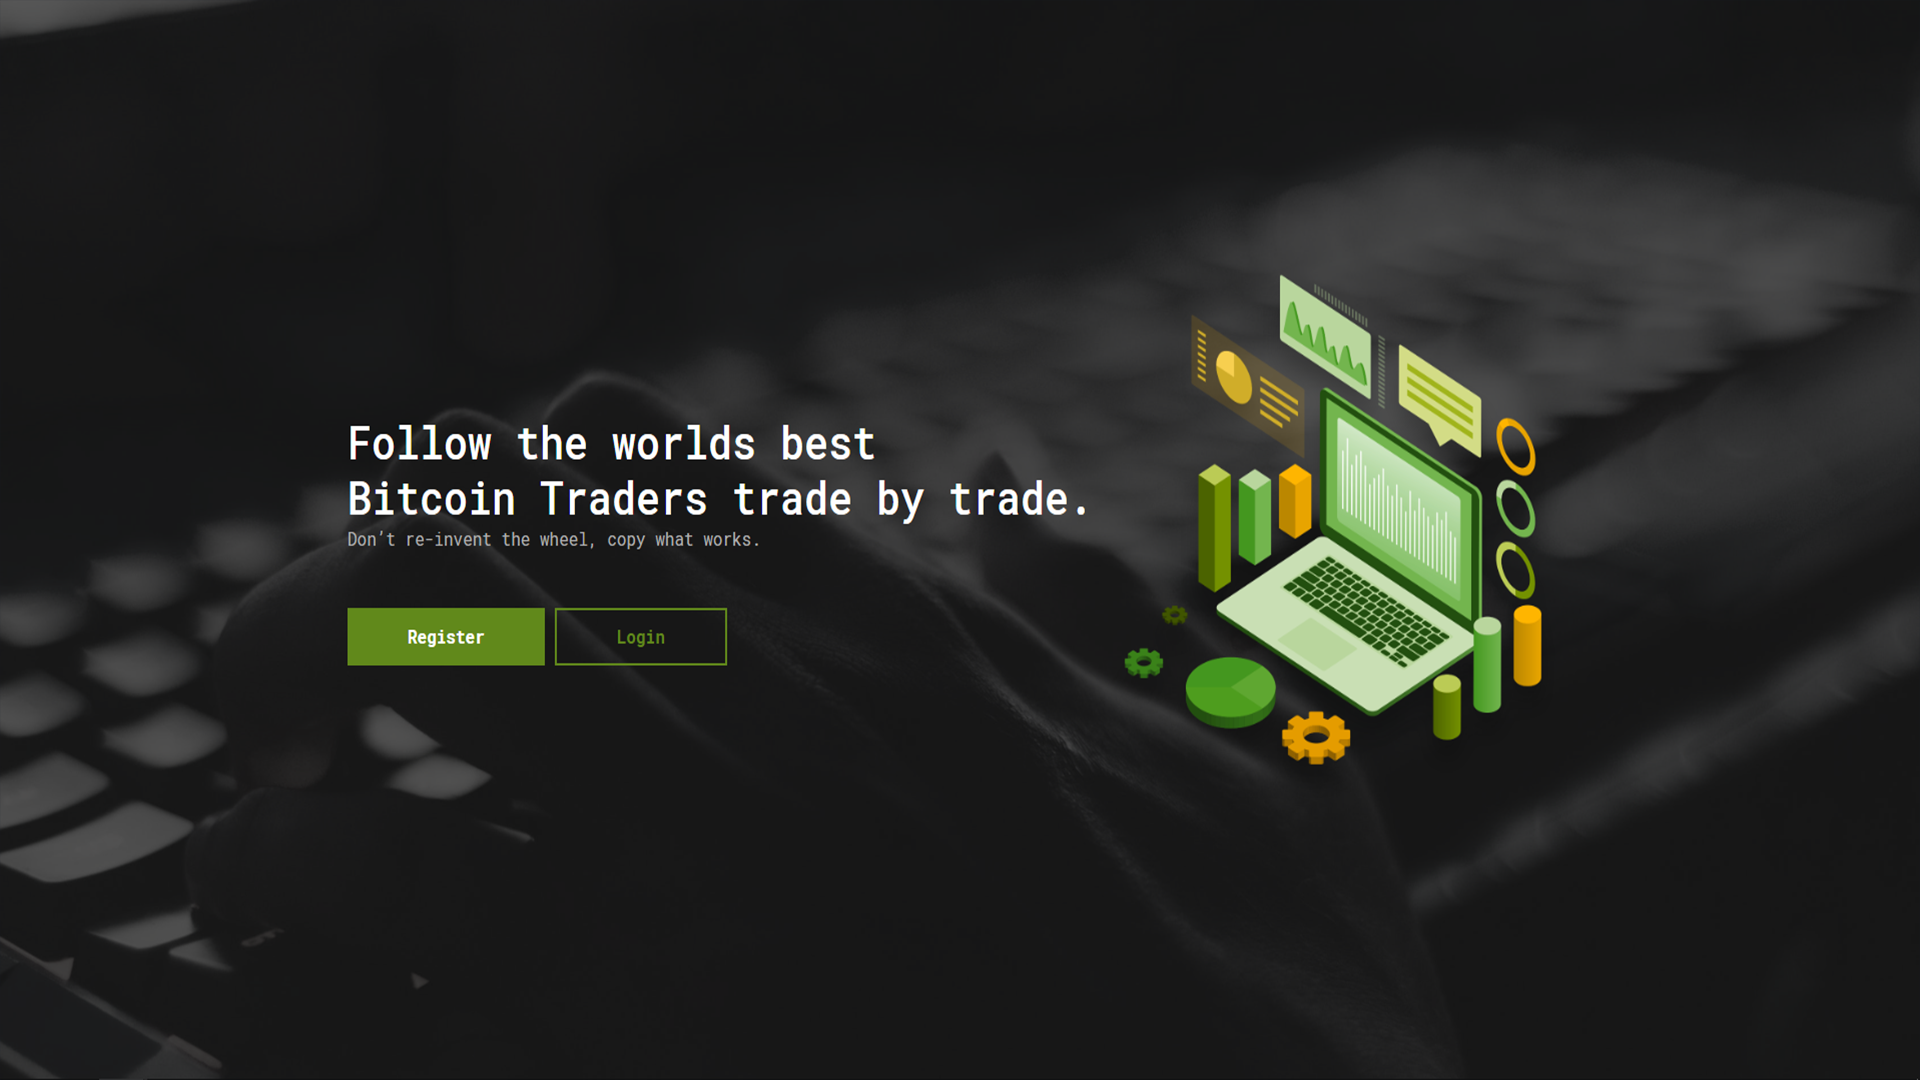 Follow the worlds best
Bitcoin Traders trade by trade.
Don't re-invent the wheel, copy what works.
Register
Login